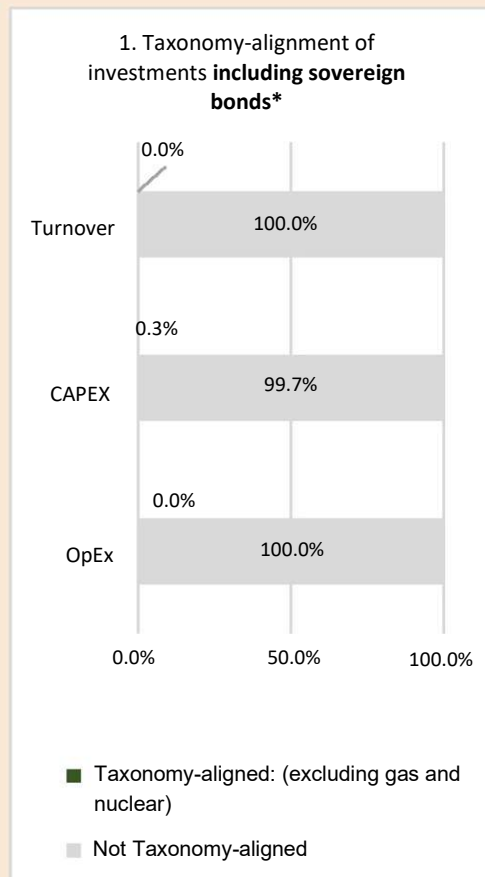 1. Taxonomy-alignment of
investments including sovereign
bonds*
0.0%
Turnover
100.0%
0.3%
CAPEX
99.7%
0.0%
OpEx
100.0%
0.0%
50.0%
100.0%
Taxonomy-aligned: (excluding gas and
nuclear)
Not Taxonomy-aligned